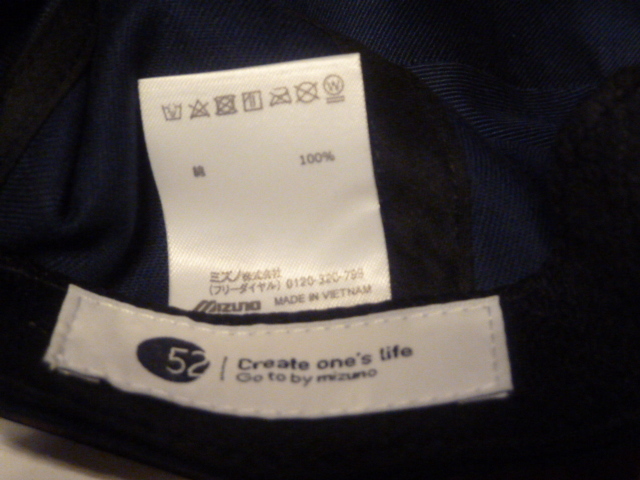 綿 100%
ミズノ株式会社
(フリーダイヤル) 0120-320-799
MIZUNO MADE IN VIETNAM
52 Create one's life
Go to by mizuno